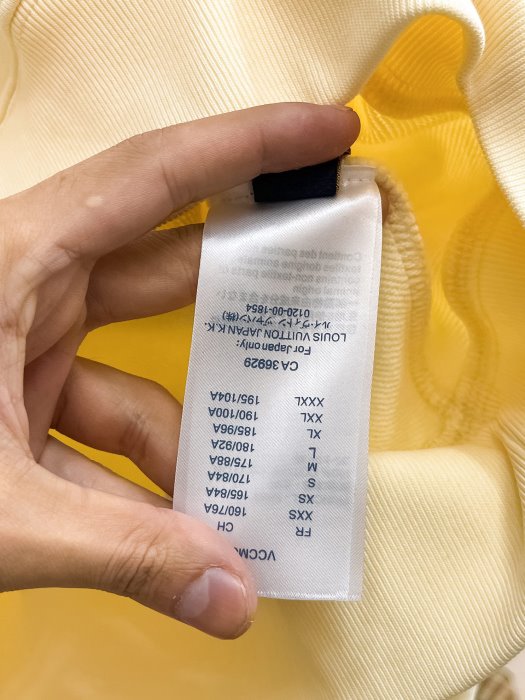 VCCM
FR CH
XXS 160/76A
XS 165/84A
S 170/84A
M 175/88A
L 180/92A
XL 185/96A
XXL 190/100A
XXXL 195/104A
CA 36929
For Japan only:
LOUIS VUITTON JAPAN K.K.
ルイ・ヴィトン・ジャパン(株)
0120-00-1854